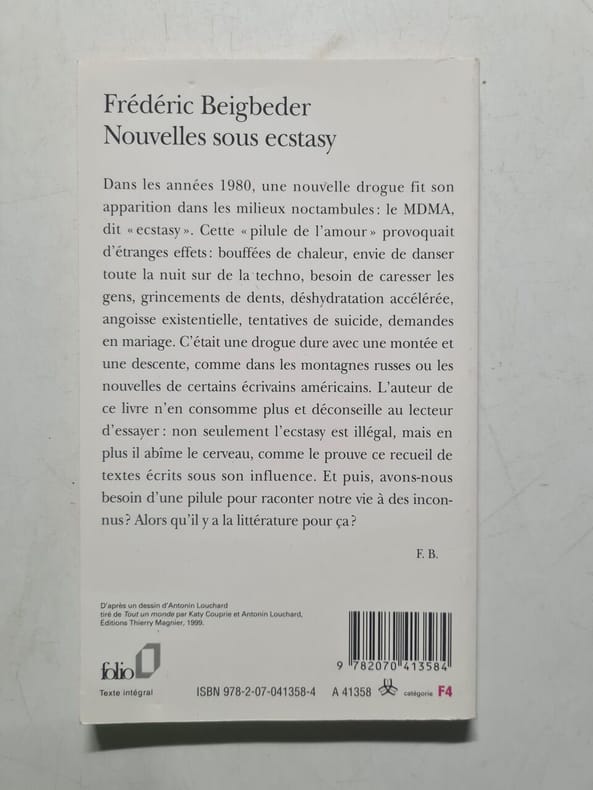 Frédéric Beigbeder
Nouvelles sous ecstasy
Dans les années 1980, une nouvelle drogue fit son
apparition dans les milieux noctambules : le MDMA,
dit « ecstasy ». Cette « pilule de l'amour » provoquait
d'étranges effets : bouffées de chaleur, envie de danser
toute la nuit sur de la techno, besoin de caresser les
gens, grincements de dents, déshydratation accélérée,
angoisse existentielle, tentatives de suicide, demandes
en mariage. C'était une drogue dure avec une montée et
une descente, comme dans les montagnes russes ou les
nouvelles de certains écrivains américains. L'auteur de
ce livre n'en consomme plus et déconseille au lecteur
d'essayer : non seulement l'ecstasy est illégal, mais en
plus il abîme le cerveau, comme le prouve ce recueil de
textes écrits sous son influence. Et puis, avons-nous
besoin d'une pilule pour raconter notre vie à des incon-
nus ? Alors qu'il y a la littérature pour ça ?
F. B.
D'après un dessin d'Antonin Louchard
tiré de Tout un monde par Katy Couprie et Antonin Louchard,
Éditions Thierry Magnier, 1999.
folio
Texte intégral
9 782070 413584
ISBN 978-2-07-041358-4 A 41358 catégorie F4